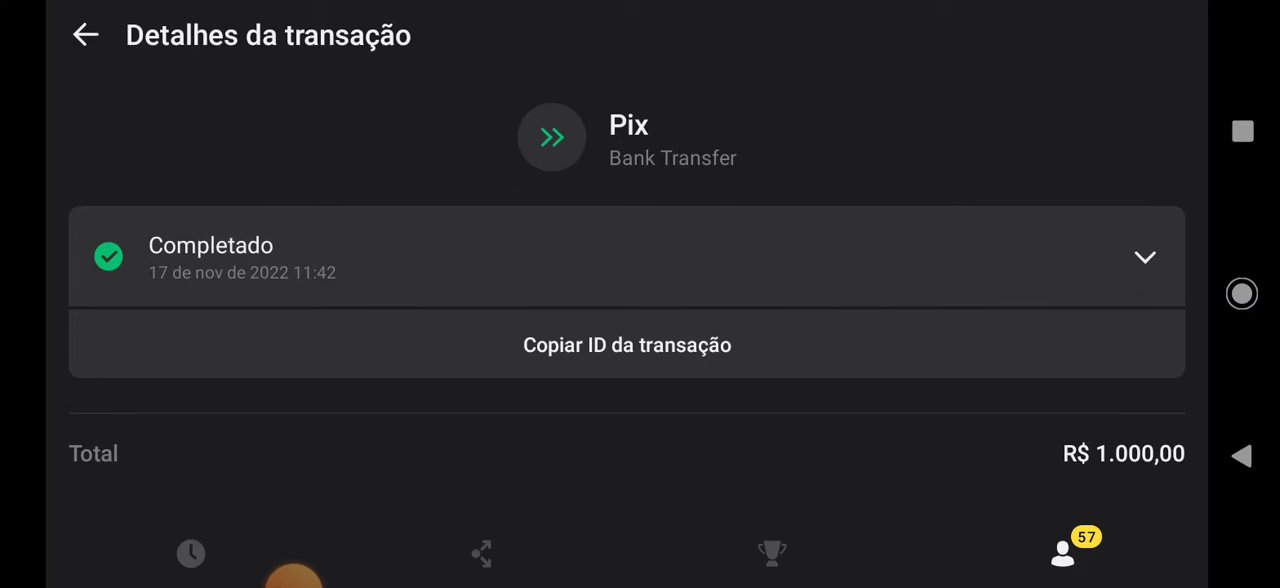 Detalhes da transação
Pix
Bank Transfer
Completado
17 de nov de 2022 11:42
Copiar ID da transação
Total
R$ 1.000,00
57